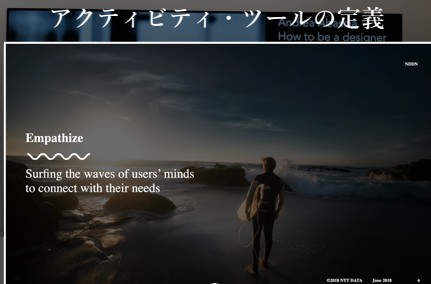 アクティビティ・ツールの定義
How to be a designer
NDDN
Empathize
Surfing the waves of users' minds
to connect with their needs
©2018 NTT DATA June 2018 6